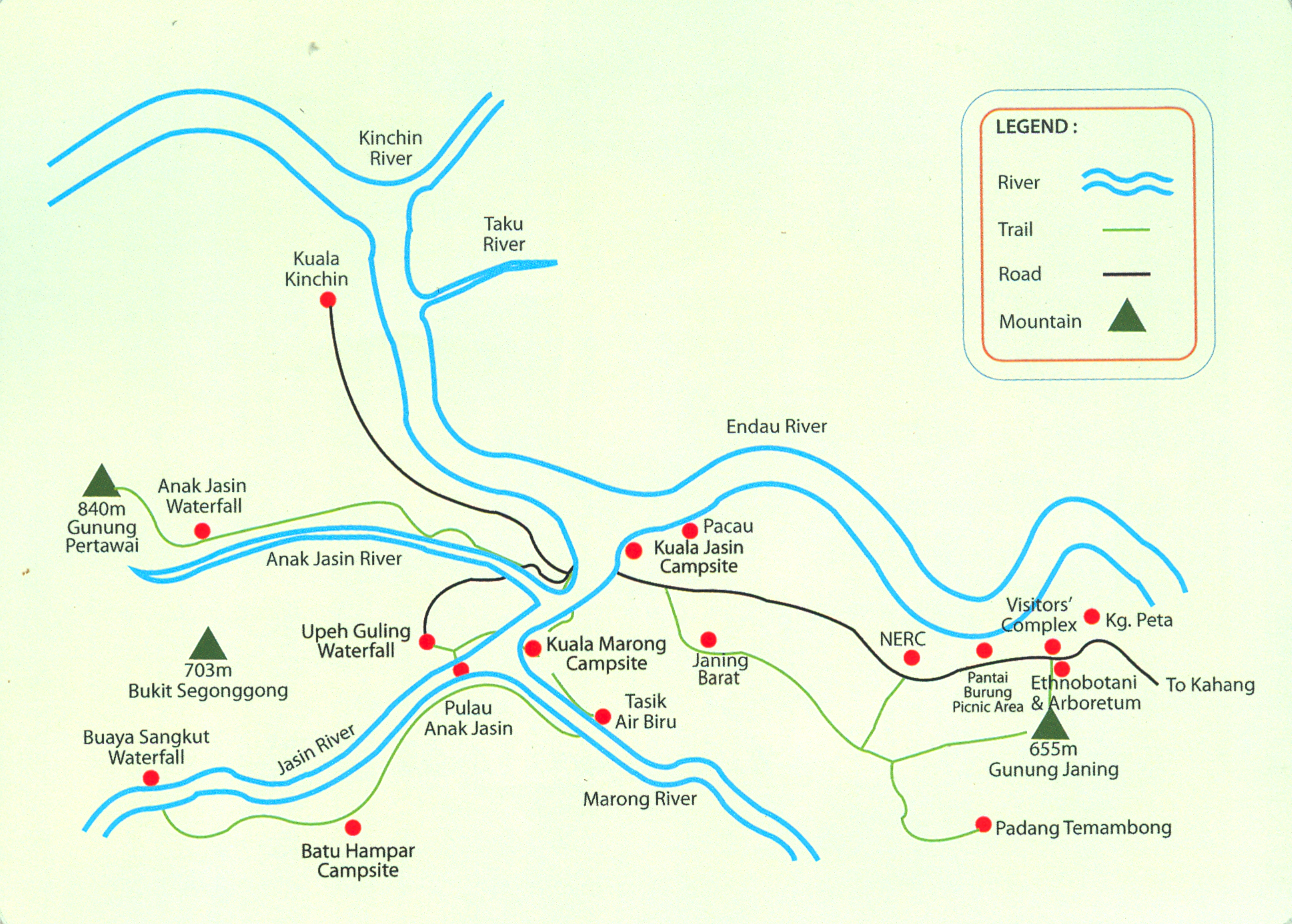 LEGEND :
River
Trail
Road
Mountain
Kinchin
River
Taku
River
Kuala
Kinchin
Endau River
Anak Jasin
Waterfall
840m
Gunung
Pertawai
Anak Jasin River
Pacau
Kuala Jasin
Campsite
Visitors'
Complex
Kg. Peta
NERC
Upeh Guling
Waterfall
Kuala Marong
Campsite
Janing
Barat
703m
Bukit Segonggong
Pantai
Burung
Picnic Area
Ethnobotani
& Arboretum
To Kahang
Pulau
Anak Jasin
Tasik
Air Biru
Buaya Sangkut
Waterfall
Jasin River
655m
Gunung Janing
Marong River
Padang Temambong
Batu Hampar
Campsite